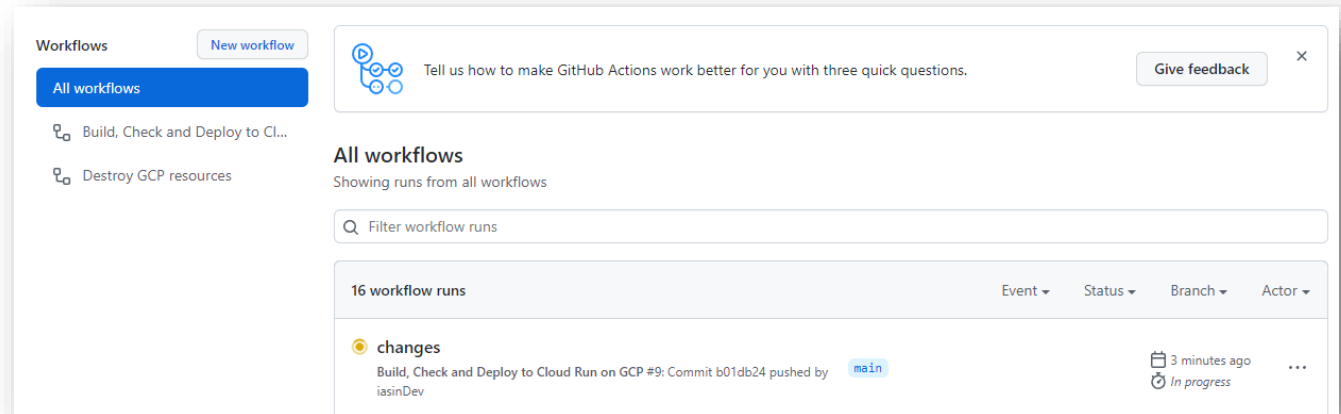 Workflows
New workflow
All workflows
Build, Check and Deploy to Cl...
Destroy GCP resources
Tell us how to make GitHub Actions work better for you with three quick questions.
Give feedback
All workflows
Showing runs from all workflows
Filter workflow runs
16 workflow runs
Event
Status
Branch
Actor
changes
Build, Check and Deploy to Cloud Run on GCP #9: Commit b01db24 pushed by
iasinDev
main
3 minutes ago
In progress